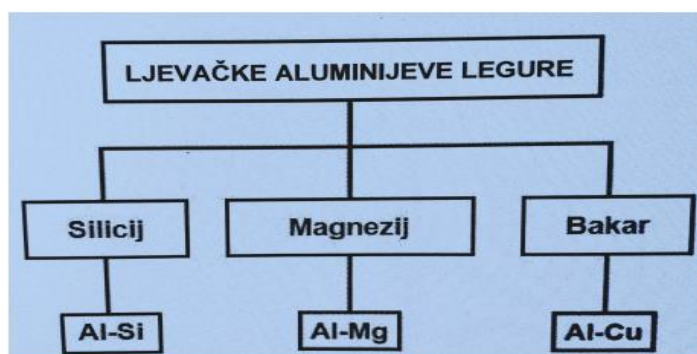 LJEVAČKE ALUMINIJEVE LEGURE
Silicij
Magnezij
Bakar
Al-Si
Al-Mg
Al-Cu